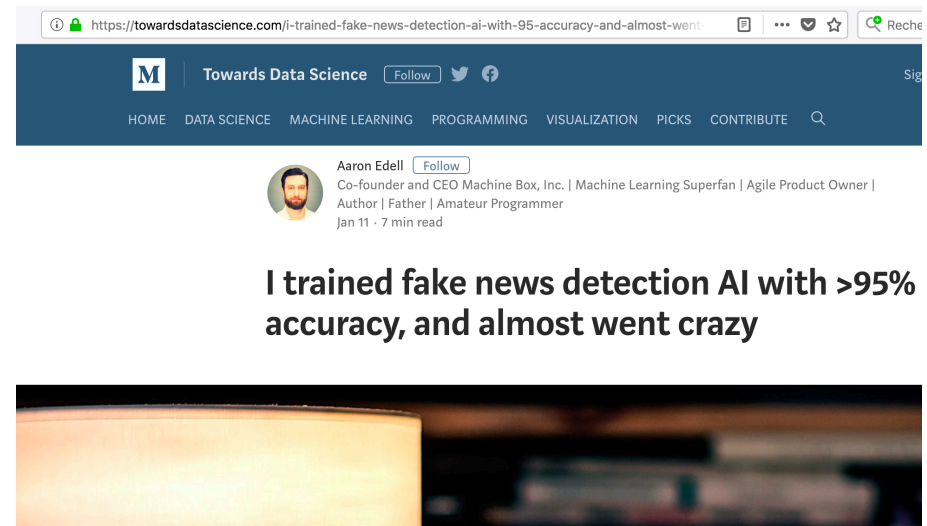 https://towardsdatascience.com/i-trained-fake-news-detection-ai-with-95-accuracy-and-almost-went-
Reche
M
Towards Data Science Follow
Sig
HOME DATA SCIENCE MACHINE LEARNING PROGRAMMING VISUALIZATION PICKS CONTRIBUTE
Aaron Edell Follow
Co-founder and CEO Machine Box, Inc. | Machine Learning Superfan | Agile Product Owner |
Author | Father | Amateur Programmer
Jan 11 · 7 min read
I trained fake news detection AI with >95%
accuracy, and almost went crazy